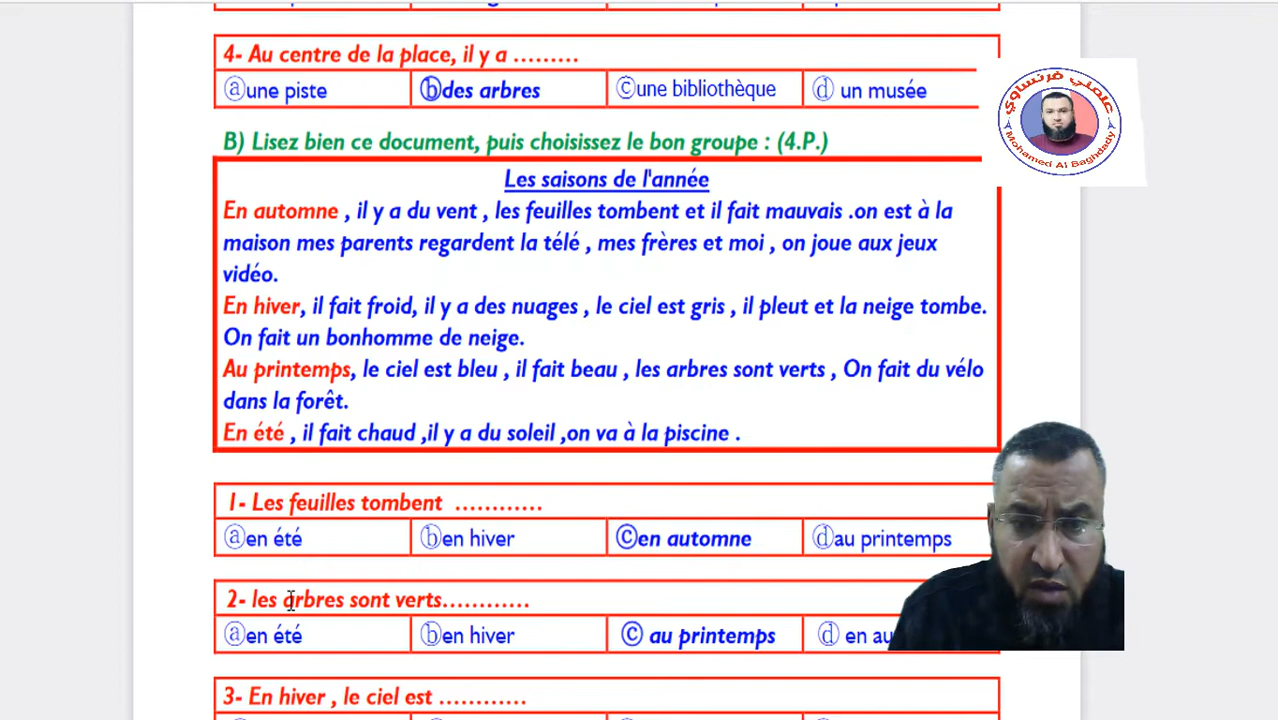 4- Au centre de la place, il y a .........
ⓐune piste ⓑdes arbres ⓒune bibliothèque ⓓ un musée
علملي فرنساوي
Mohamed Al Baghdady
B) Lisez bien ce document, puis choisissez le bon groupe : (4.P.)
Les saisons de l'année
En automne , il y a du vent , les feuilles tombent et il fait mauvais .on est à la
maison mes parents regardent la télé , mes frères et moi , on joue aux jeux
vidéo.
En hiver, il fait froid, il y a des nuages , le ciel est gris , il pleut et la neige tombe.
On fait un bonhomme de neige.
Au printemps, le ciel est bleu , il fait beau , les arbres sont verts , On fait du vélo
dans la forêt.
En été , il fait chaud ,il y a du soleil ,on va à la piscine .
1- Les feuilles tombent ............
ⓐen été ⓑen hiver ⓒen automne ⓓau printemps
2- les arbres sont verts............
ⓐen été ⓑen hiver ⓒ au printemps ⓓ en au
3- En hiver , le ciel est ............